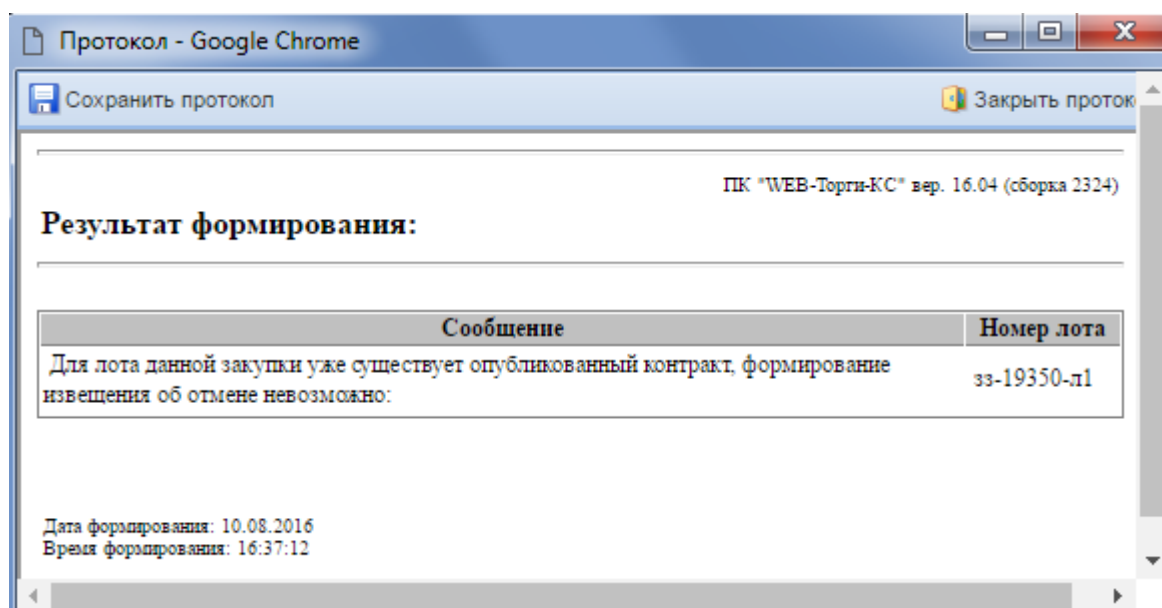 Протокол - Google Chrome
Сохранить протокол
Закрыть проток
ПК "WEB-Торги-КС" вер. 16.04 (сборка 2324)
Результат формирования:
Сообщение
Номер лота
Для лота данной закупки уже существует опубликованный контракт, формирование
извещения об отмене невозможно:
зз-19350-л1
Дата формирования: 10.08.2016
Время формирования: 16:37:12